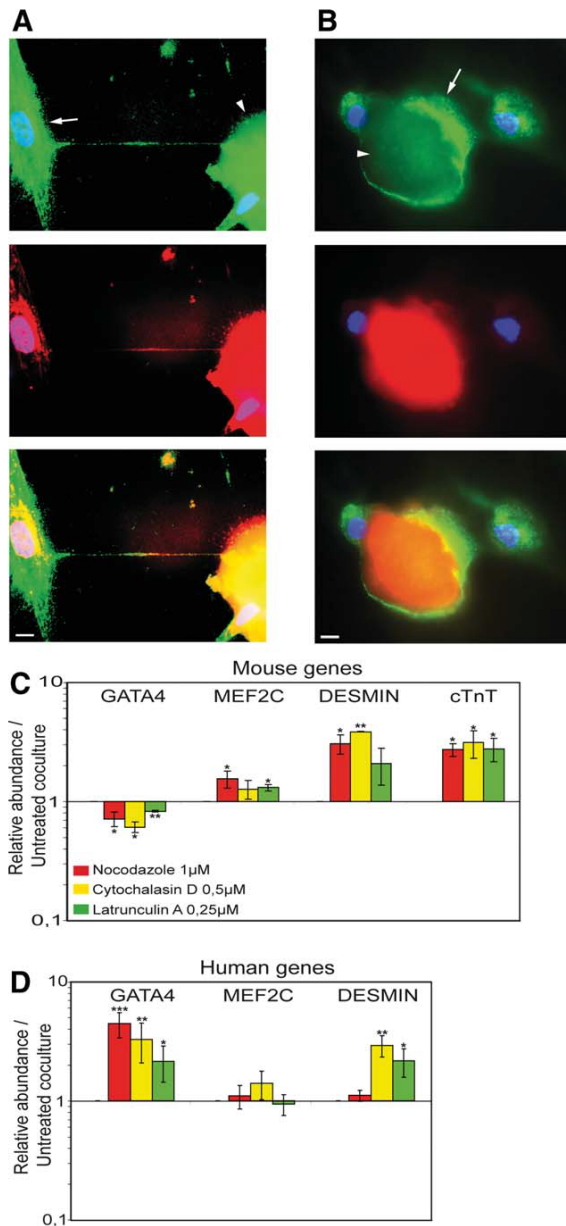 A B
C
Mouse genes
10
GATA4 MEF2C DESMIN cTnT
* * * * ** * * * * * **
1
Relative abundance /
Untreated coculture
Nocodazole 1µM
Cytochalasin D 0,5µM
Latrunculin A 0,25µM
0,1
D
Human genes
10
GATA4 MEF2C DESMIN
*** ** * ** *
1
Relative abundance /
Untreated coculture
0.1